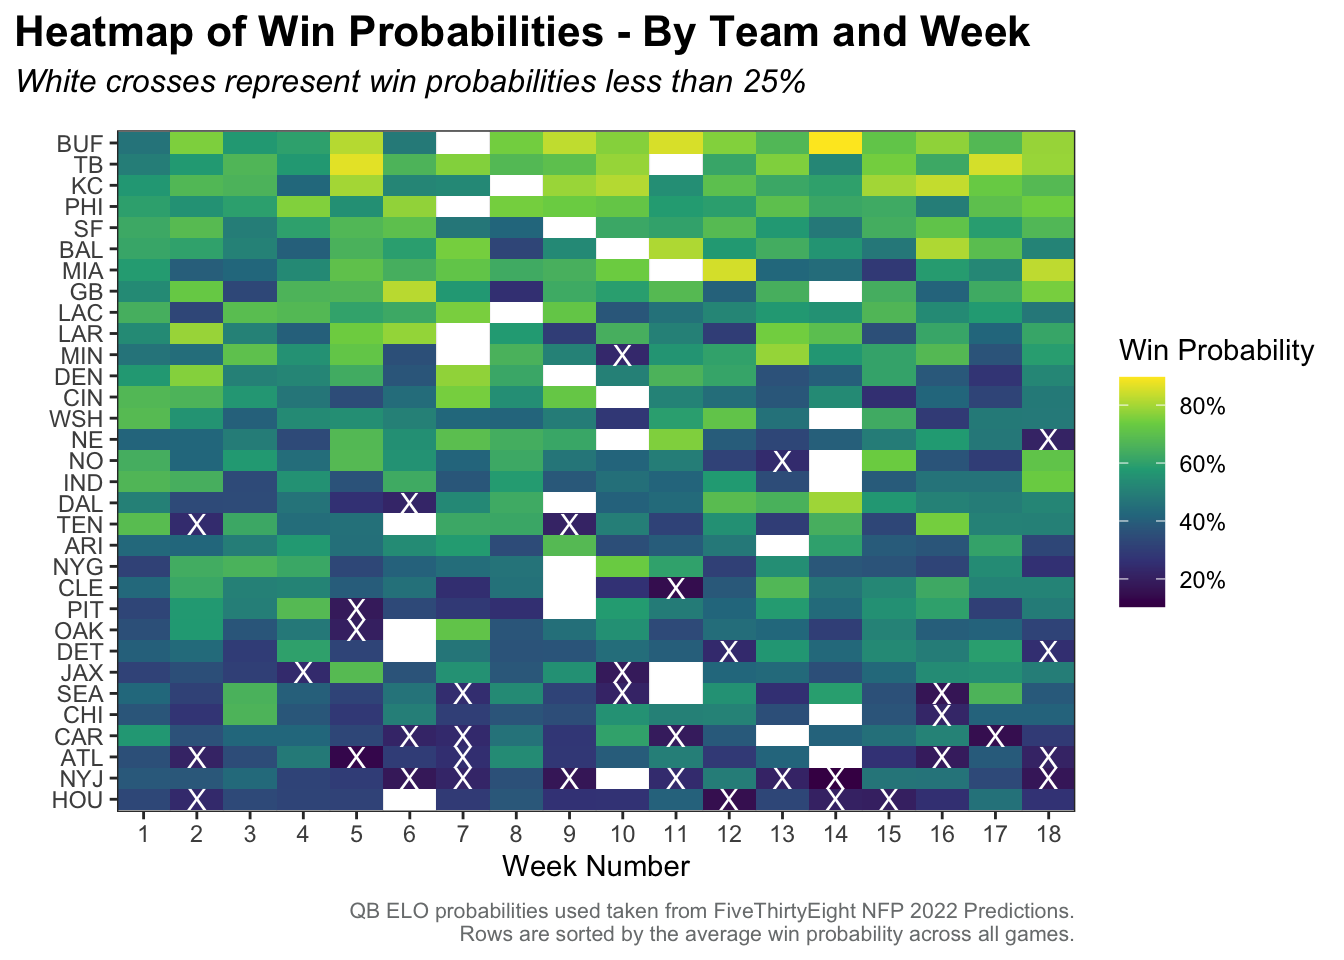 Heatmap of Win Probabilities - By Team and Week
White crosses represent win probabilities less than 25%
BUF
TB
KC
PHI
SF
BAL
MIA
GB
LAC
LAR
MIN
DEN
CIN
WSH
NE
NO
IND
DAL
TEN
ARI
NYG
CLE
PIT
OAK
DET
JAX
SEA
CHI
CAR
ATL
NYJ
HOU
1 2 3 4 5 6 7 8 9 10 11 12 13 14 15 16 17 18
Week Number
Win Probability
80%
60%
40%
20%
QB ELO probabilities used taken from FiveThirtyEight NFP 2022 Predictions.
Rows are sorted by the average win probability across all games.